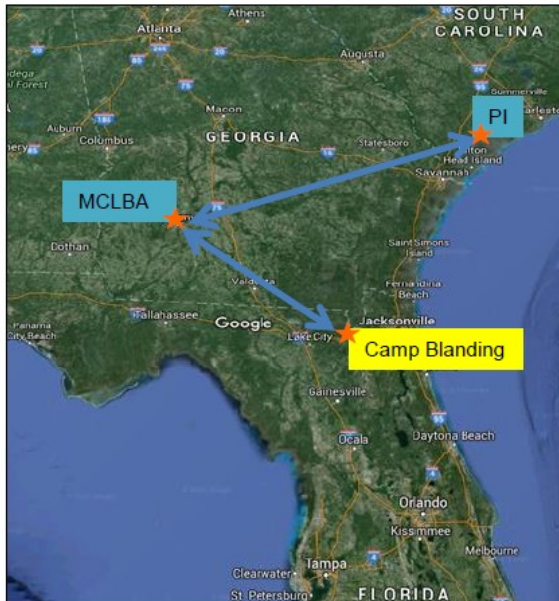 SOUTH
CAROLINA
Athens
Atlanta
Augusta
Summerville
PI
Macon
Auburn
Columbus
GEORGIA
Statesboro
Head Island
Savannah
MCLBA
Dothan
Saint Simons
Island
Valdosta
Fernandina
Beach
Tallahassee
Google
Lake City
Jacksonville
Panama
City Beach
Camp Blanding
Gainesville
Ocala
Daytona Beach
Orlando
Kissimmee
Melbourne
Tampa
Clearwater
St. Petersburg
FLORIDA